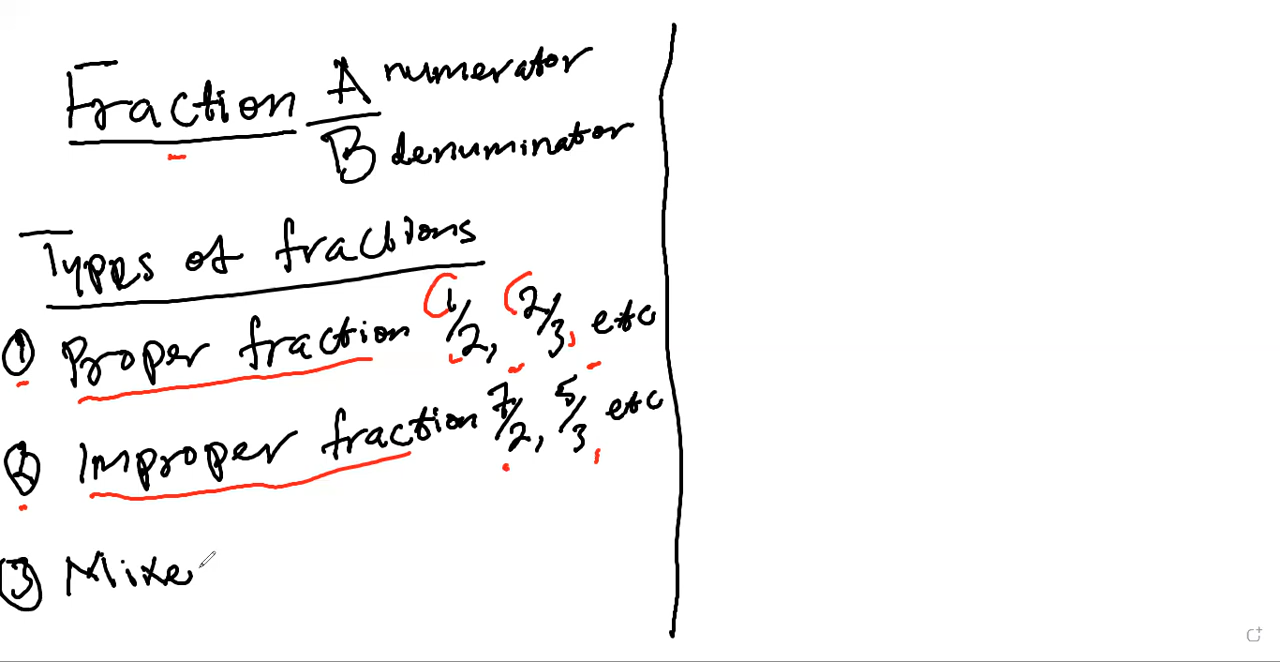 Fraction A numerator
B denuminator
Types of fractions
① Proper fraction 1/2, 2/3, etc
② Improper fraction 7/2, 5/3 etc
③ Mixe